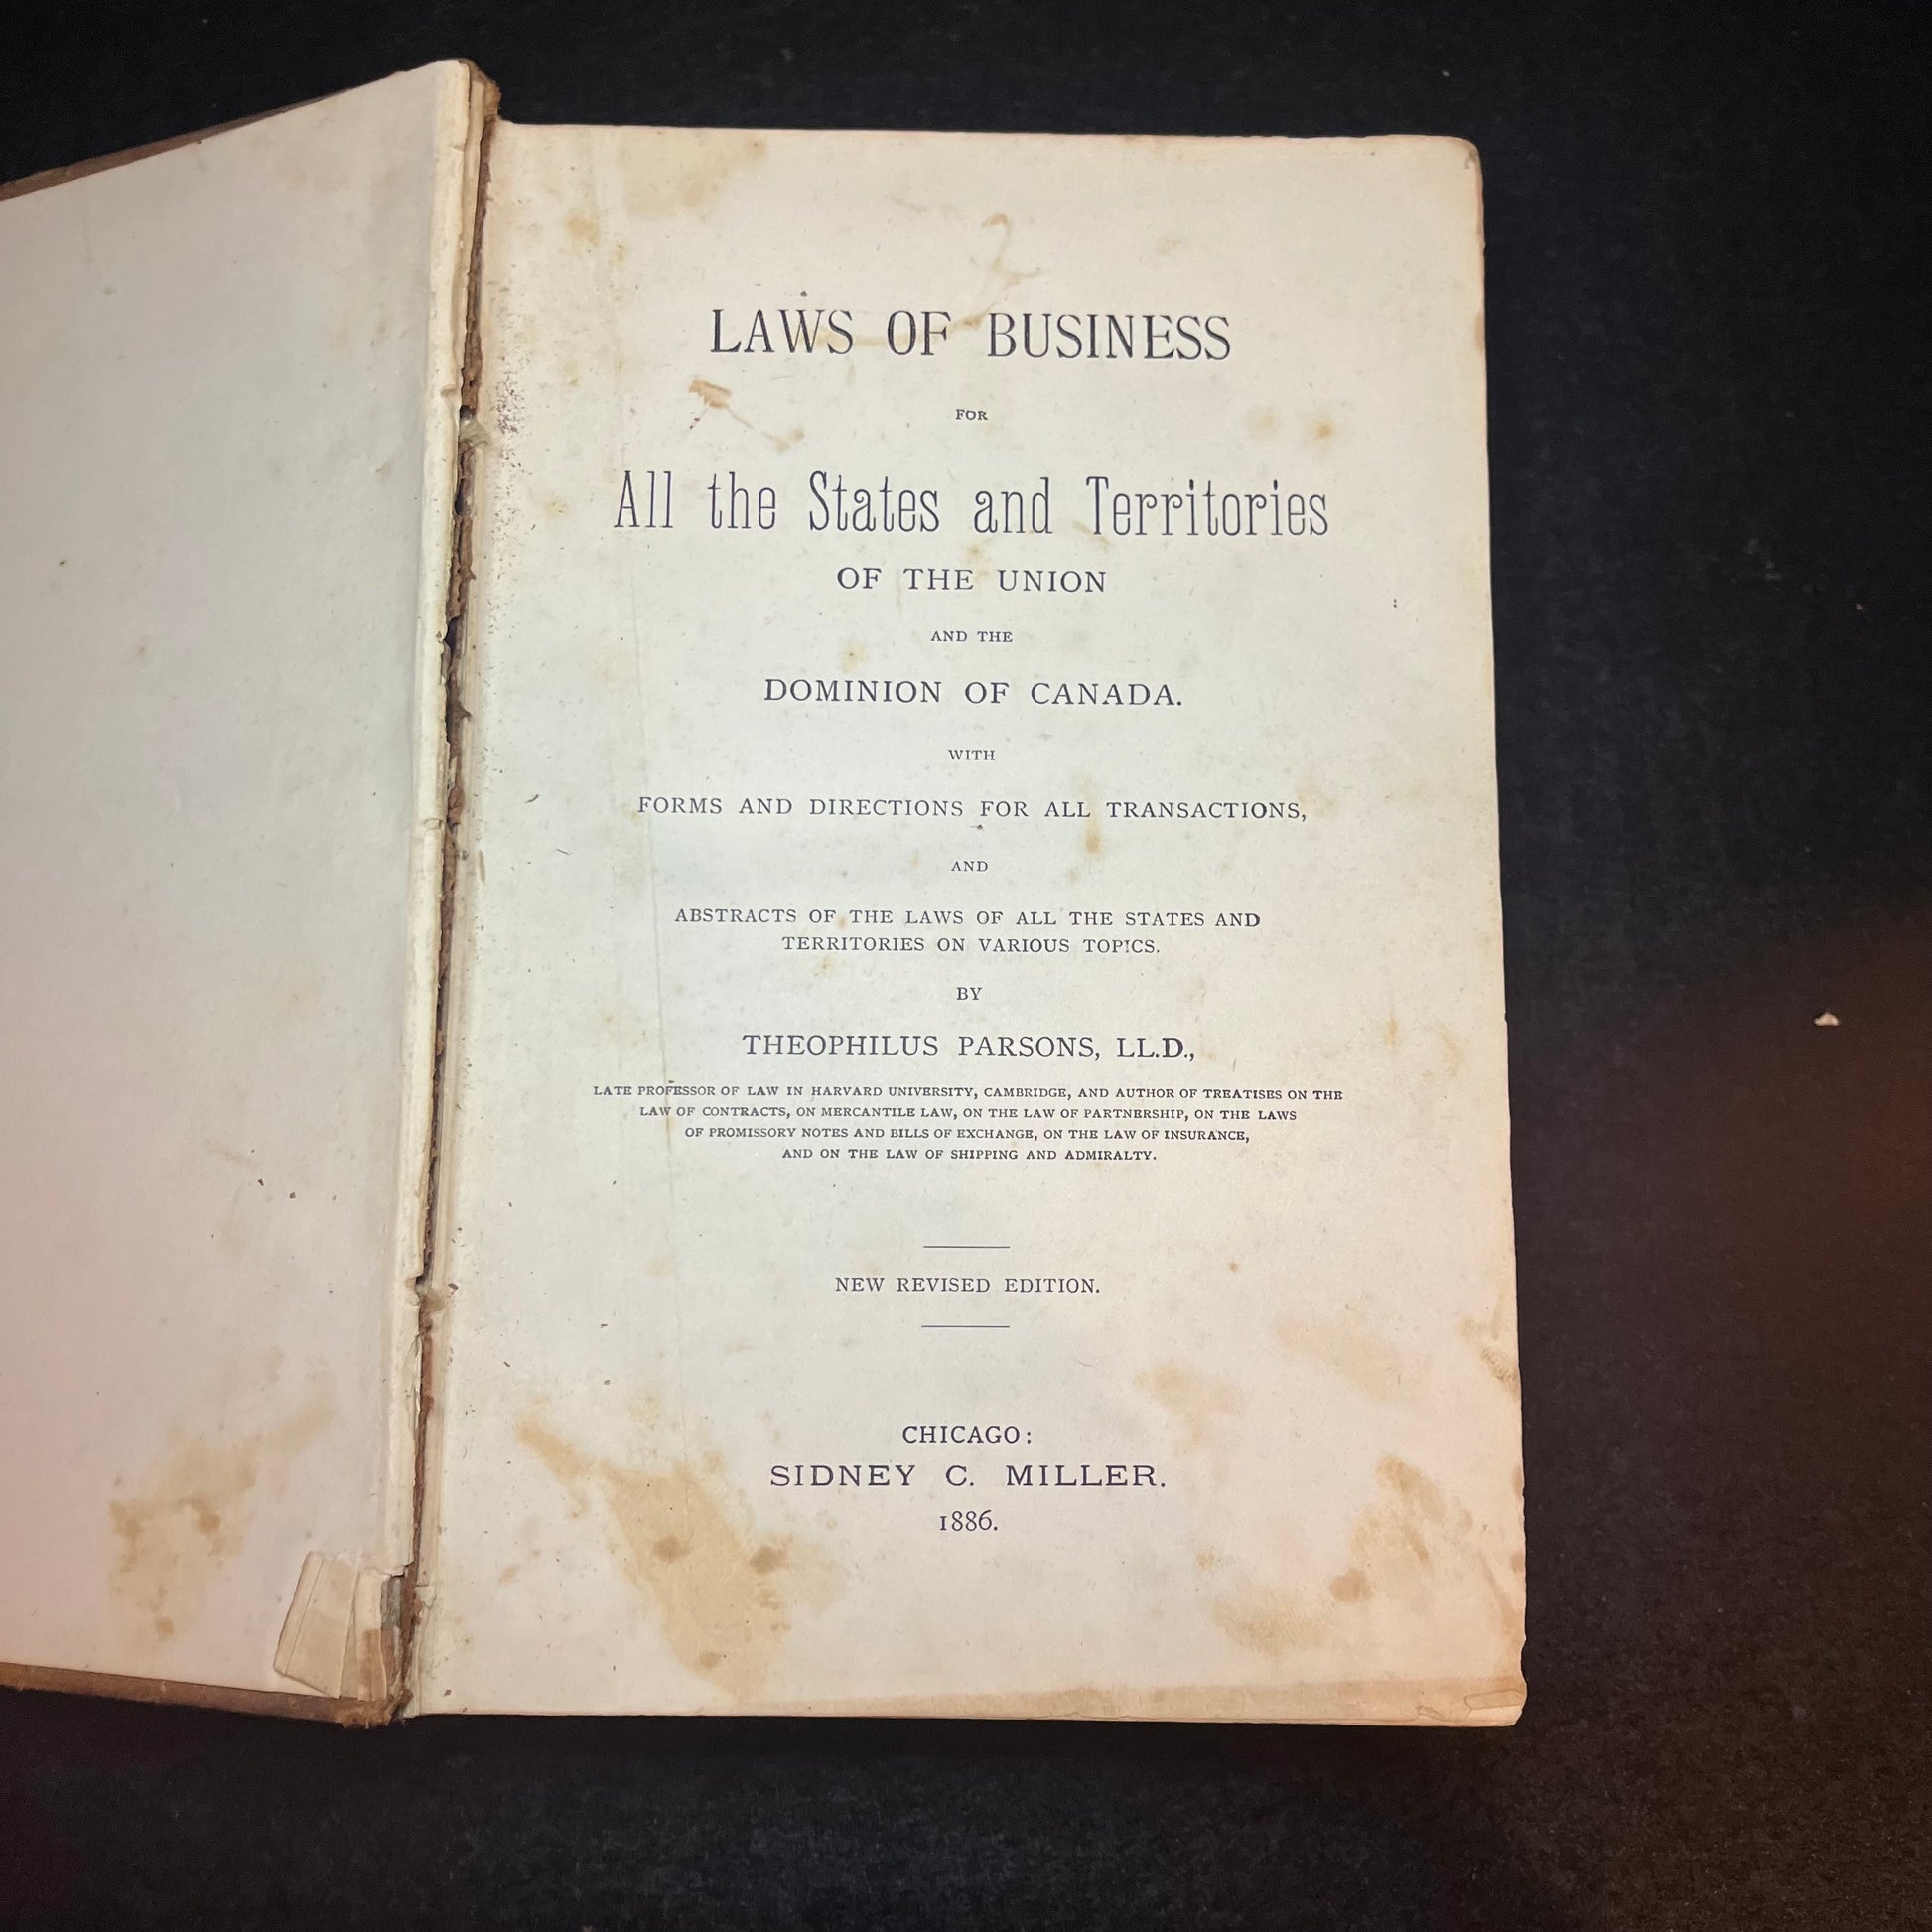 LAWS OF BUSINESS
FOR
All the States and Territories
OF THE UNION
AND THE
DOMINION OF CANADA.
WITH
FORMS AND DIRECTIONS FOR ALL TRANSACTIONS,
AND
ABSTRACTS OF THE LAWS OF ALL THE STATES AND
TERRITORIES ON VARIOUS TOPICS.
BY
THEOPHILUS PARSONS, LL.D.,
LATE PROFESSOR OF LAW IN HARVARD UNIVERSITY, CAMBRIDGE, AND AUTHOR OF TREATISES ON THE
LAW OF CONTRACTS, ON MERCANTILE LAW, ON THE LAW OF PARTNERSHIP, ON THE LAWS
OF PROMISSORY NOTES AND BILLS OF EXCHANGE, ON THE LAW OF INSURANCE,
AND ON THE LAW OF SHIPPING AND ADMIRALTY.
NEW REVISED EDITION.
CHICAGO:
SIDNEY C. MILLER.
1886.